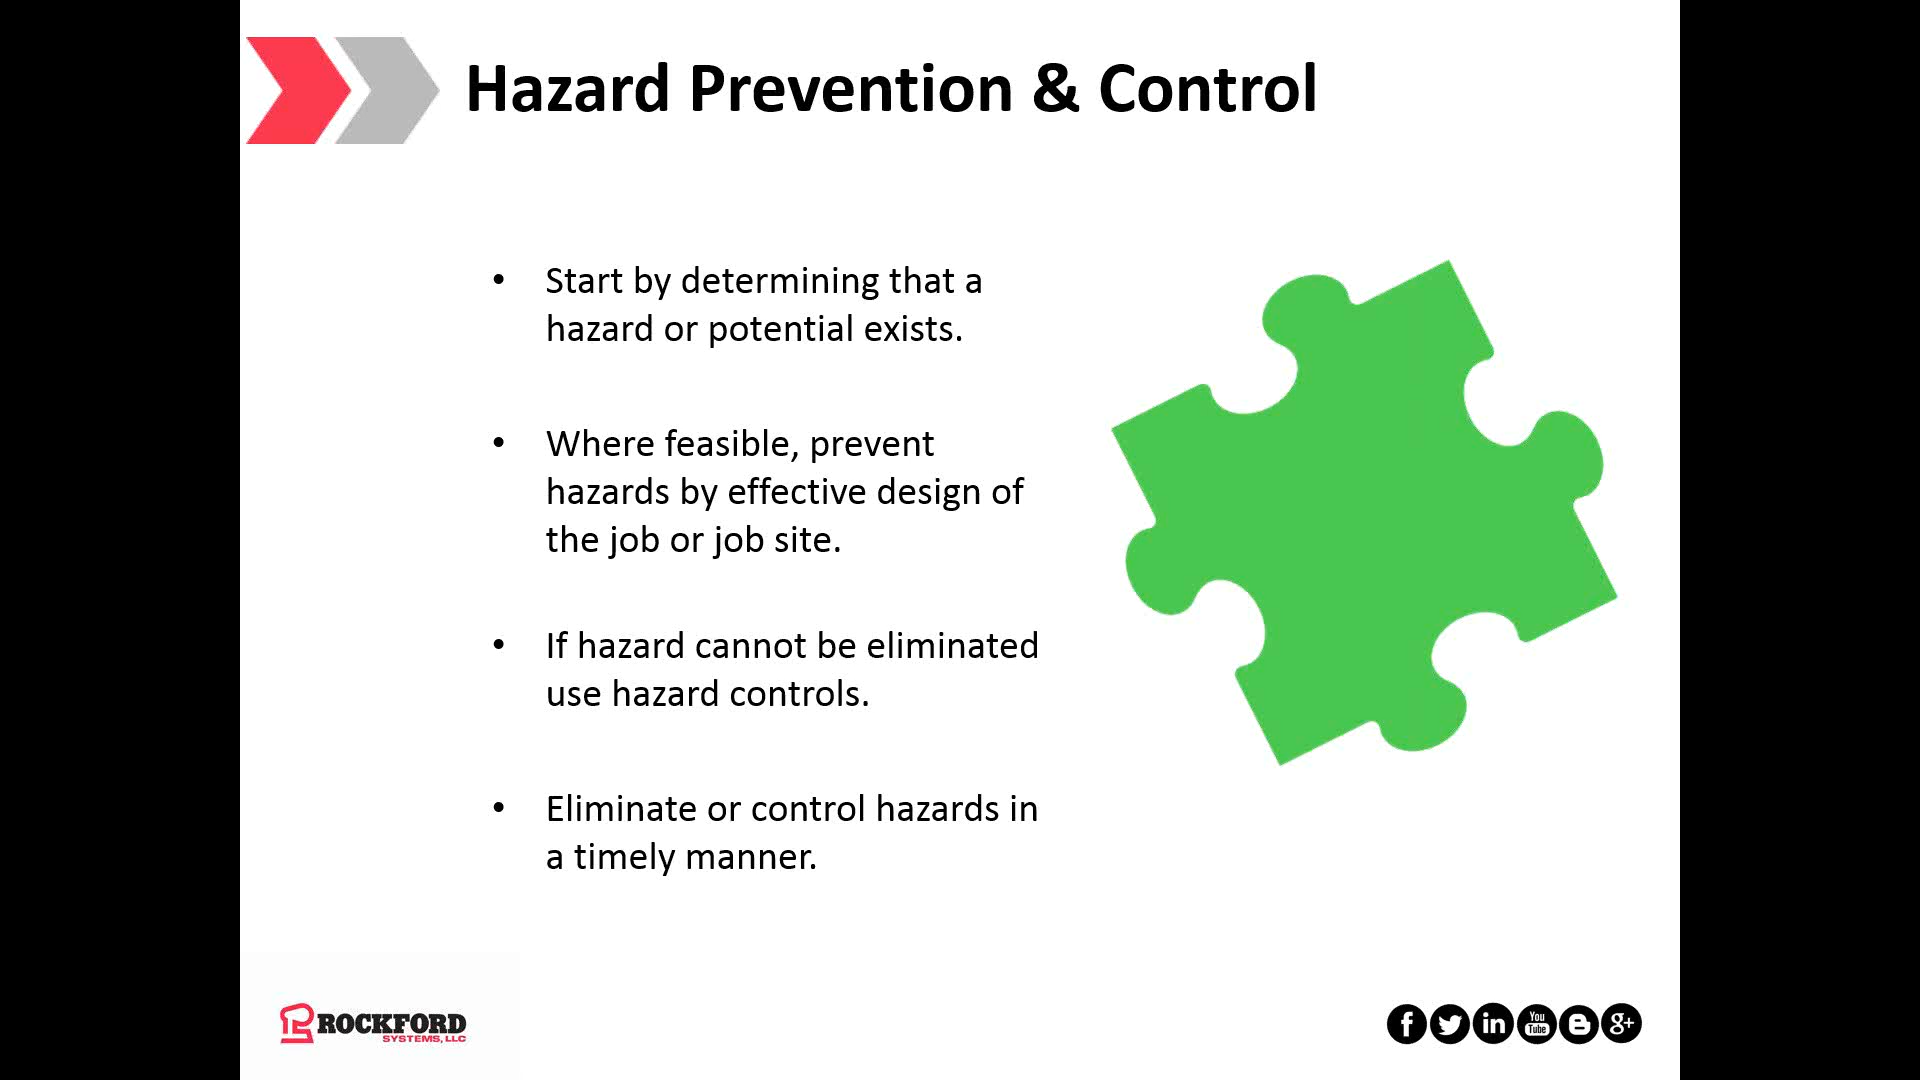 Hazard Prevention & Control
• Start by determining that a
hazard or potential exists.
• Where feasible, prevent
hazards by effective design of
the job or job site.
• If hazard cannot be eliminated
use hazard controls.
• Eliminate or control hazards in
a timely manner.
ROCKFORD
SYSTEMS, LLC
f in You Tube B g+